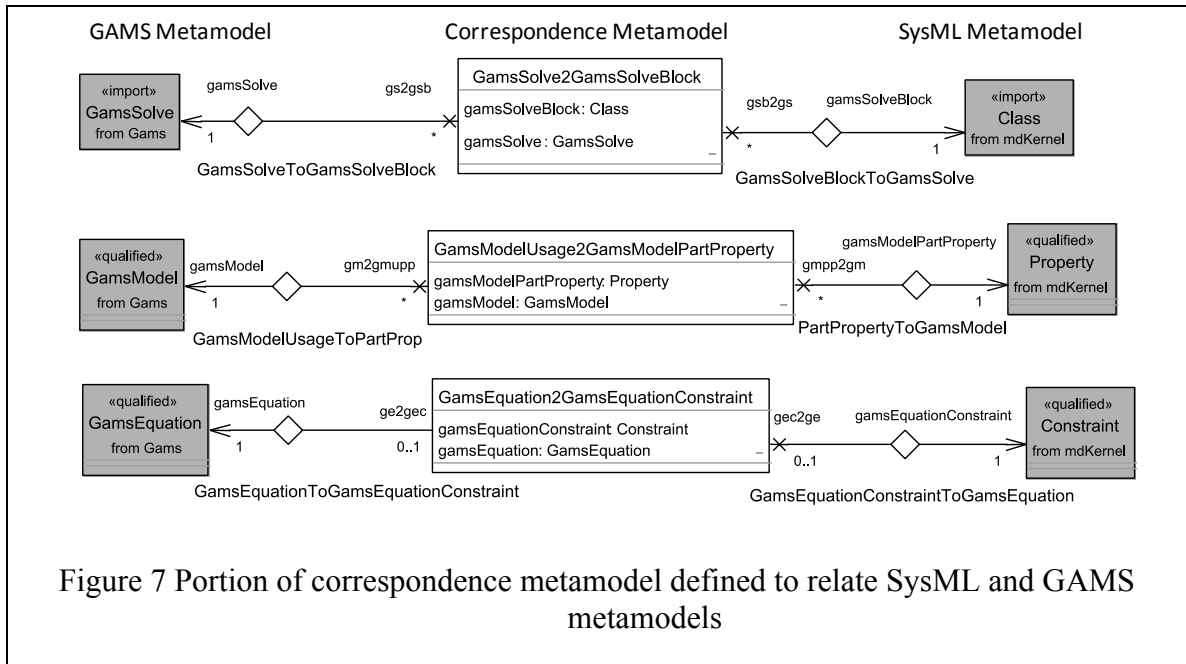 GAMS Metamodel Correspondence Metamodel SysML Metamodel
«import»
GamsSolve
from Gams
gamsSolve
1
gs2gsb
*
GamsSolveToGamsSolveBlock
GamsSolve2GamsSolveBlock
gamsSolveBlock: Class
gamsSolve : GamsSolve
gsb2gs
*
gamsSolveBlock
1
GamsSolveBlockToGamsSolve
«import»
Class
from mdKernel
«qualified»
GamsModel
from Gams
gamsModel
1
gm2gmupp
*
GamsModelUsageToPartProp
GamsModelUsage2GamsModelPartProperty
gamsModelPartProperty: Property
gamsModel: GamsModel
gmpp2gm
*
gamsModelPartProperty
1
PartPropertyToGamsModel
«qualified»
Property
from mdKernel
«qualified»
GamsEquation
from Gams
gamsEquation
1
ge2gec
0..1
GamsEquationToGamsEquationConstraint
GamsEquation2GamsEquationConstraint
gamsEquationConstraint: Constraint
gamsEquation: GamsEquation
gec2ge
0..1
gamsEquationConstraint
1
GamsEquationConstraintToGamsEquation
«qualified»
Constraint
from mdKernel
Figure 7 Portion of correspondence metamodel defined to relate SysML and GAMS
metamodels